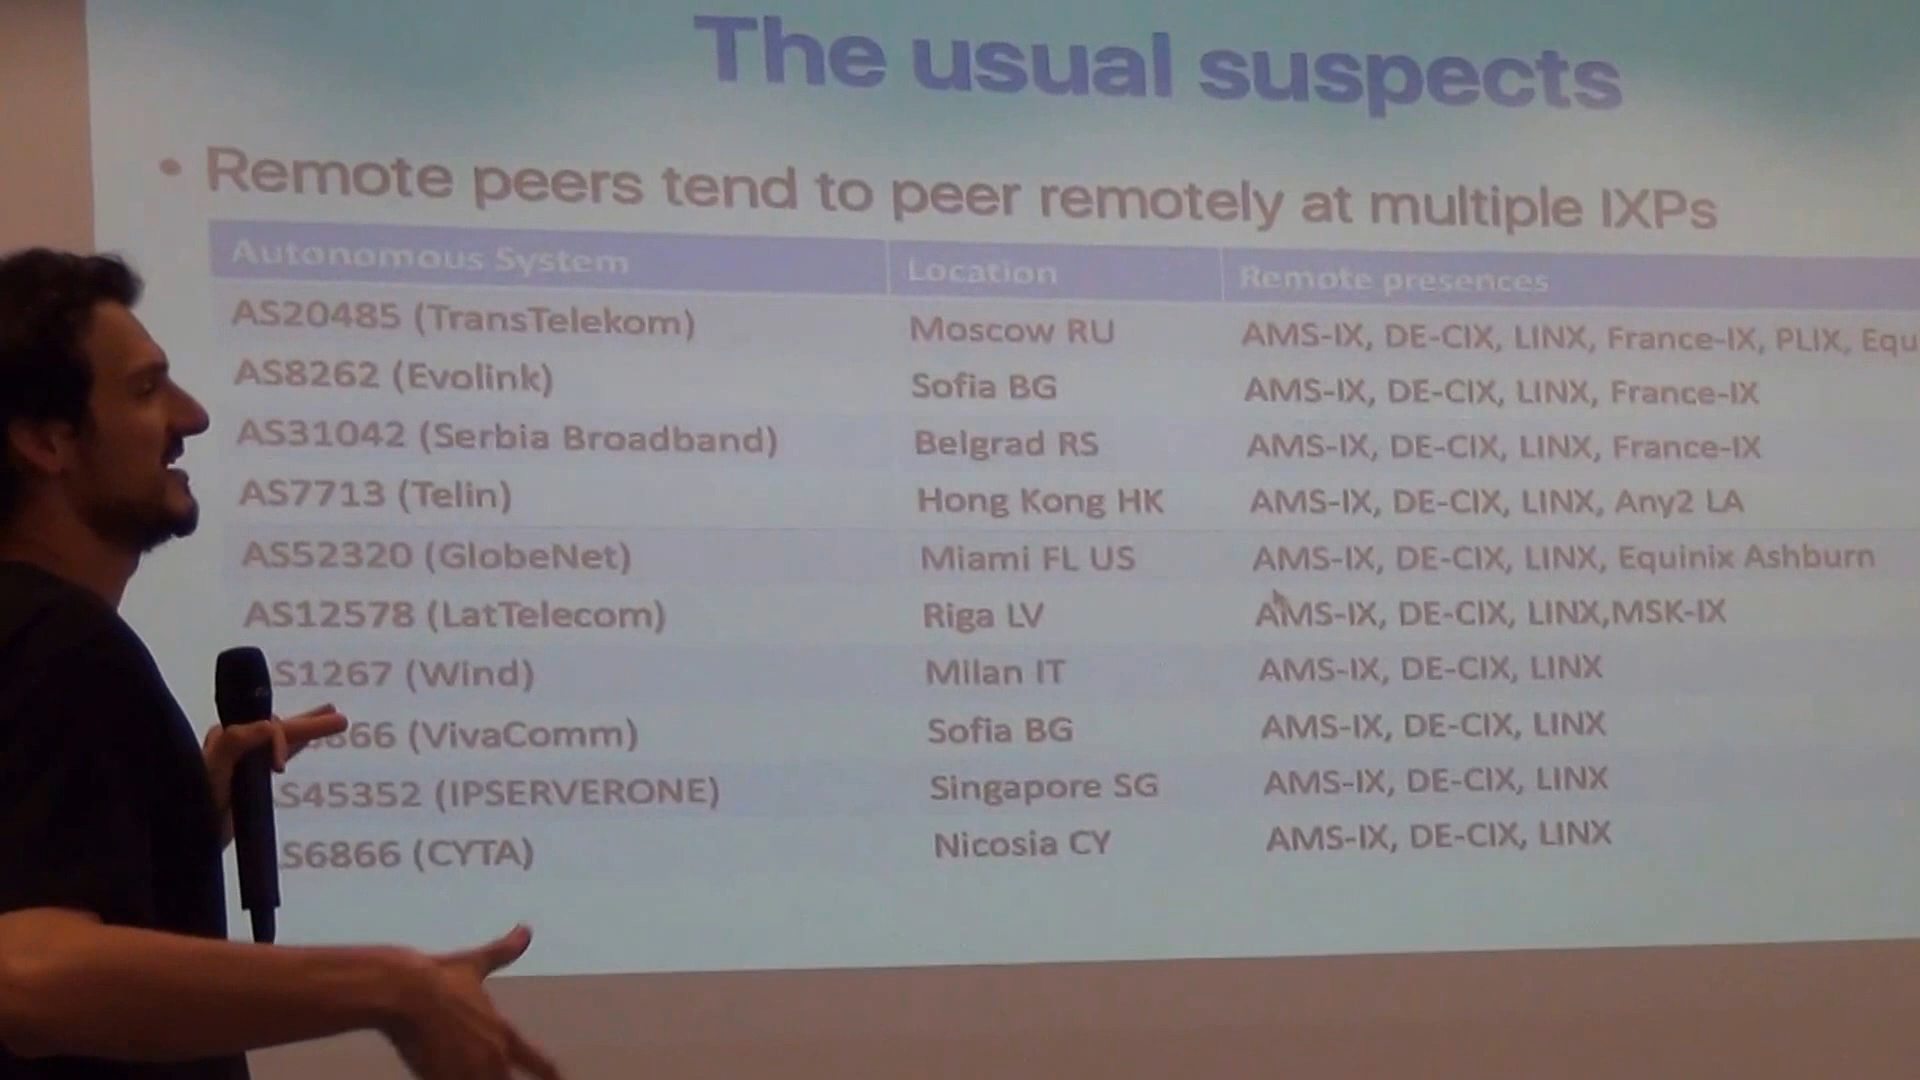 The usual suspects
• Remote peers tend to peer remotely at multiple IXPs
Autonomous System Location Remote presences
AS20485 (TransTelekom) Moscow RU AMS-IX, DE-CIX, LINX, France-IX, PLIX, Equ
AS8262 (Evolink) Sofia BG AMS-IX, DE-CIX, LINX, France-IX
AS31042 (Serbia Broadband) Belgrad RS AMS-IX, DE-CIX, LINX, France-IX
AS7713 (Telin) Hong Kong HK AMS-IX, DE-CIX, LINX, Any2 LA
AS52320 (GlobeNet) Miami FL US AMS-IX, DE-CIX, LINX, Equinix Ashburn
AS12578 (LatTelecom) Riga LV AMS-IX, DE-CIX, LINX,MSK-IX
S1267 (Wind) Milan IT AMS-IX, DE-CIX, LINX
866 (VivaComm) Sofia BG AMS-IX, DE-CIX, LINX
S45352 (IPSERVERONE) Singapore SG AMS-IX, DE-CIX, LINX
S6866 (CYTA) Nicosia CY AMS-IX, DE-CIX, LINX